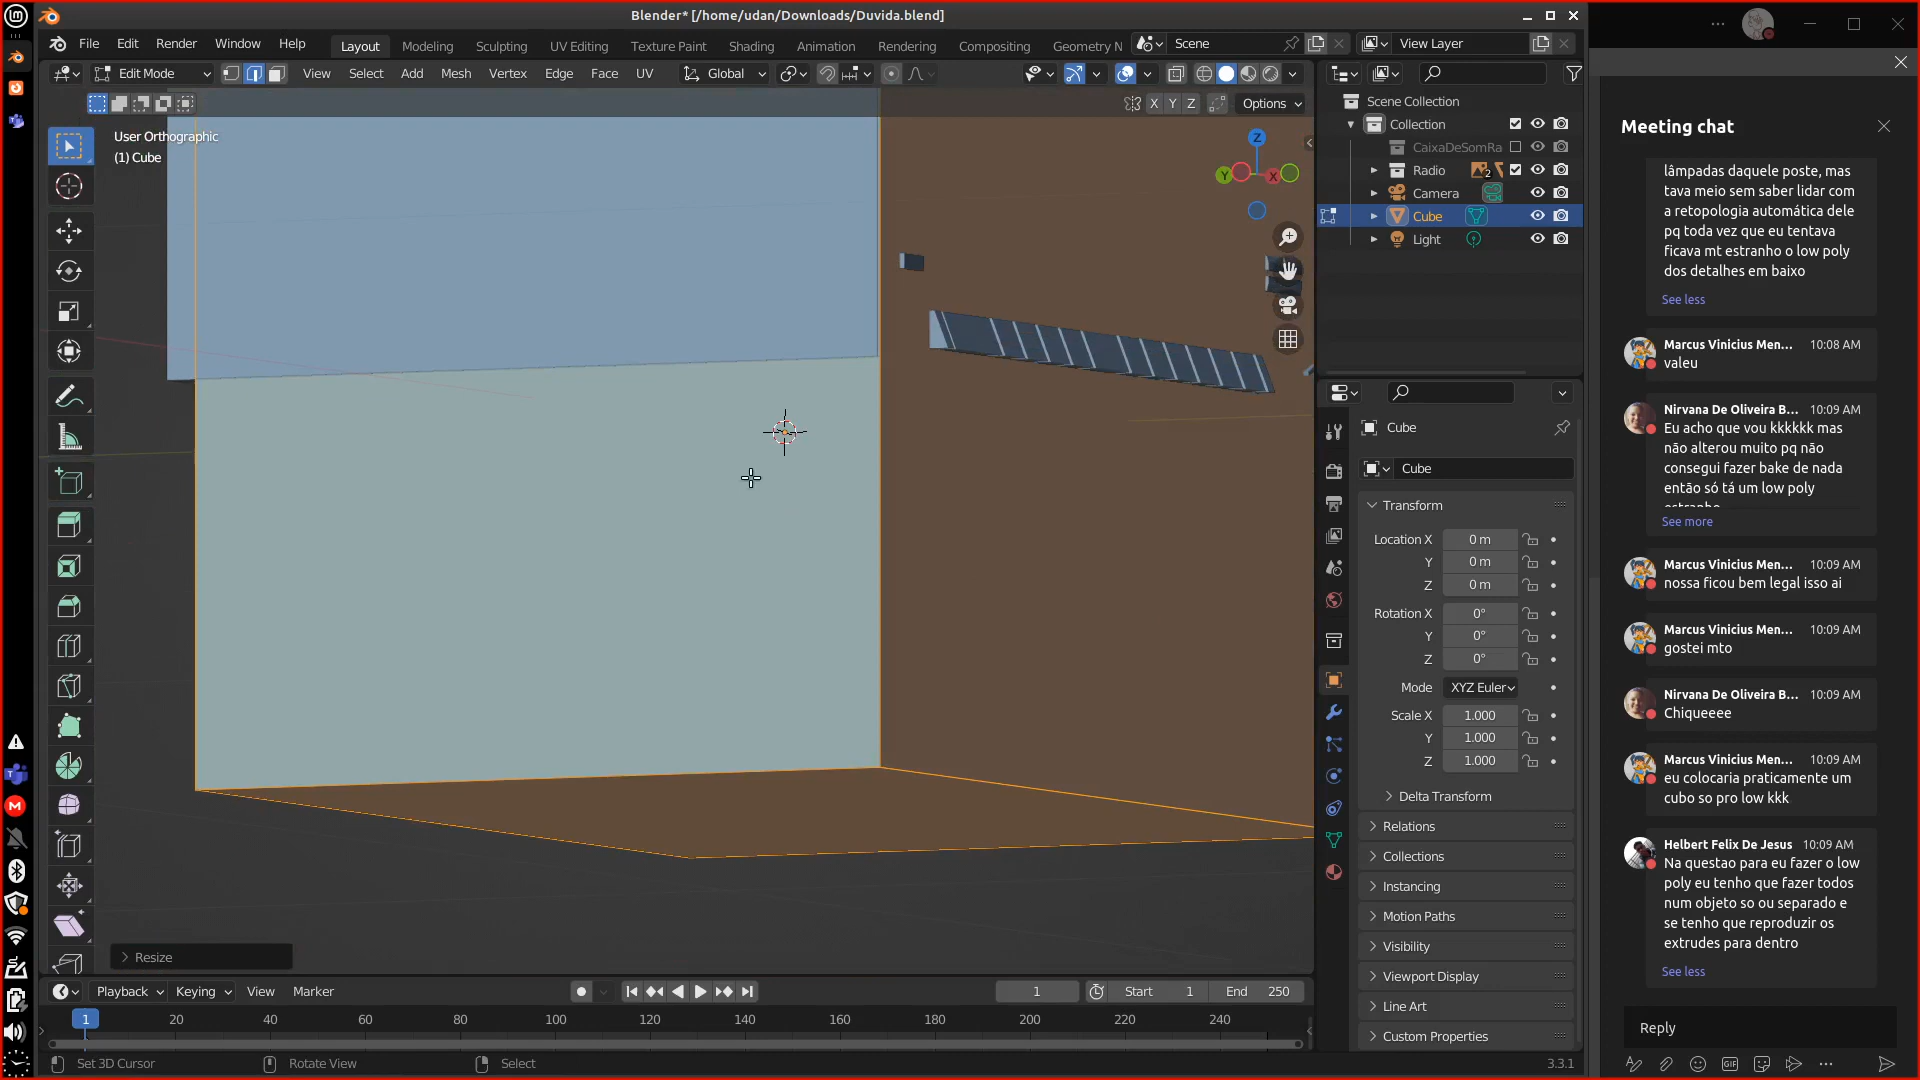 Blender* [/home/udan/Downloads/Duvida.blend]
File Edit Render Window Help
Layout Modeling Sculpting UV Editing Texture Paint Shading Animation Rendering Compositing Geometry N
Scene
View Layer
Edit Mode
View Select Add Mesh Vertex Edge Face UV
Global
X Y Z
Options
User Orthographic
(1) Cube
Z
Y
X
Scene Collection
Collection
CaixaDeSomRa
Radio
2
Camera
Cube
Light
Cube
Cube
Transform
Location X 0 m
Y 0 m
Z 0 m
Rotation X 0°
Y 0°
Z 0°
Mode XYZ Euler
Scale X 1.000
Y 1.000
Z 1.000
Delta Transform
Relations
Collections
Instancing
Motion Paths
Visibility
Viewport Display
Line Art
Custom Properties
Resize
Playback Keying View Marker
1
Start 1
End 250
1 20 40 60 80 100 120 140 160 180 200 220 240
Set 3D Cursor
Rotate View
Select
3.3.1
Meeting chat
lâmpadas daquele poste, mas
tava meio sem saber lidar com
a retopologia automática dele
pq toda vez que eu tentava
ficava mt estranho o low poly
dos detalhes em baixo
See less
Marcus Vinicius Men... 10:08 AM
valeu
Nirvana De Oliveira B... 10:09 AM
Eu acho que vou kkkkkk mas
não alterou muito pq não
consegui fazer bake de nada
então só tá um low poly
estranho
See more
Marcus Vinicius Men... 10:09 AM
nossa ficou bem legal isso ai
Marcus Vinicius Men... 10:09 AM
gostei mto
Nirvana De Oliveira B... 10:09 AM
Chiqueeee
Marcus Vinicius Men... 10:09 AM
eu colocaria praticamente um
cubo so pro low kkk
Helbert Felix De Jesus 10:09 AM
Na questao para eu fazer o low
poly eu tenho que fazer todos
num objeto so ou separado e
se tenho que reproduzir os
extrudes para dentro
See less
Reply
GIF